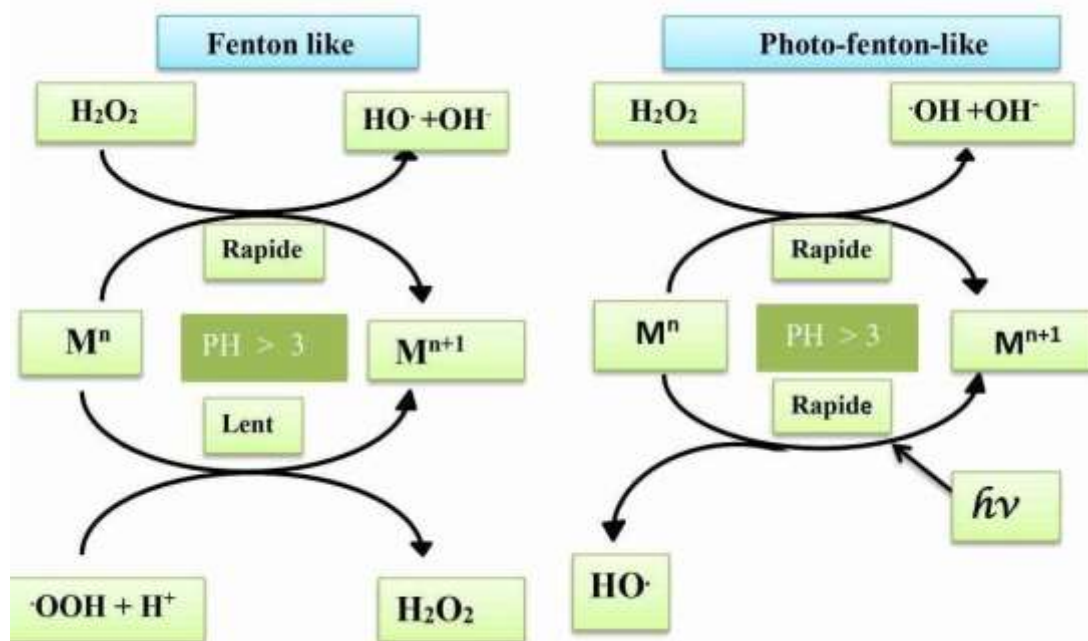 Fenton like
H₂O₂
HO· +OH⁻
Rapide
Mⁿ
PH > 3
Mⁿ⁺¹
Lent
·OOH + H⁺
H₂O₂
Photo-fenton-like
H₂O₂
·OH +OH⁻
Rapide
Mⁿ
PH > 3
Mⁿ⁺¹
Rapide
hν
HO·